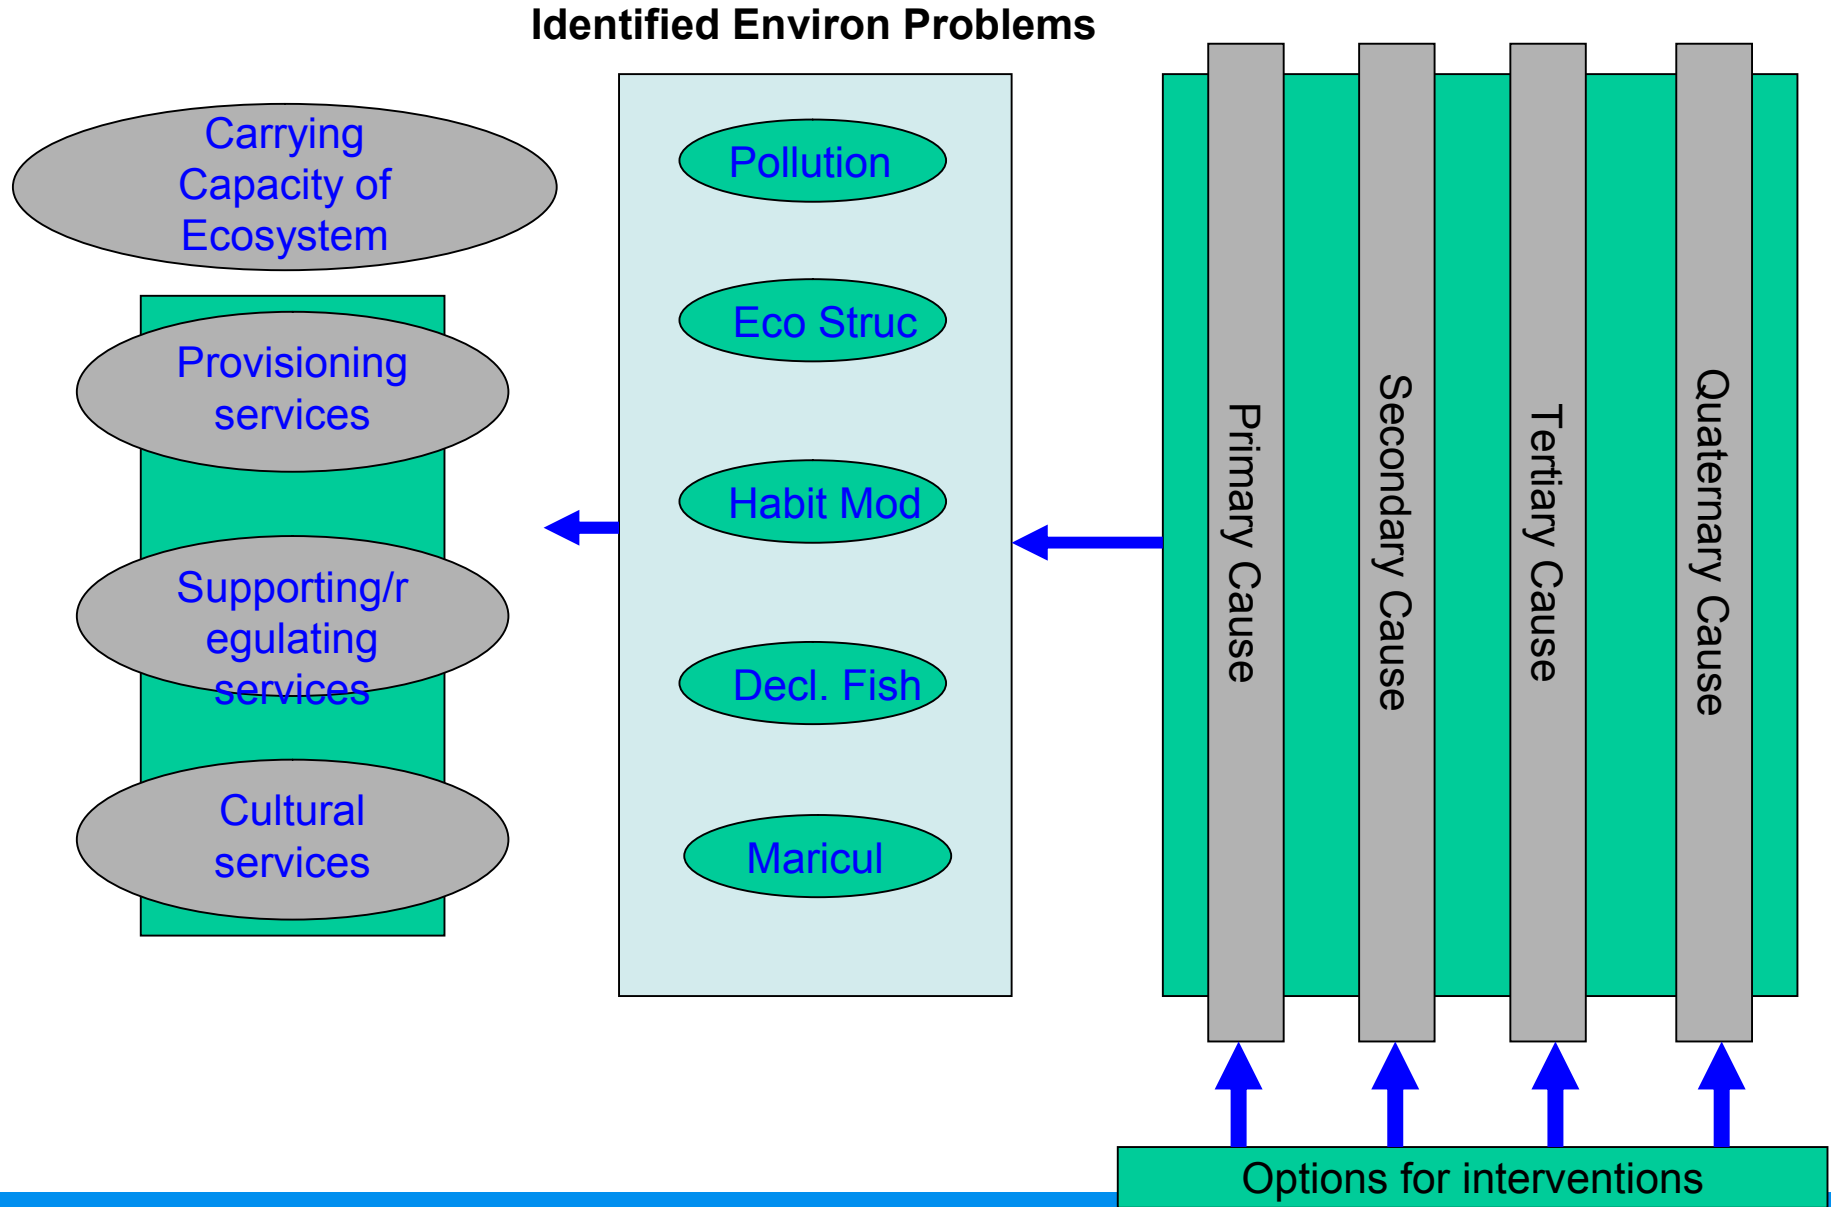 Identified Environ Problems
Carrying
Capacity of
Ecosystem
Provisioning
services
Supporting/r
egulating
services
Cultural
services
Pollution
Eco Struc
Habit Mod
Decl. Fish
Maricul
Primary Cause
Secondary Cause
Tertiary Cause
Quaternary Cause
Options for interventions